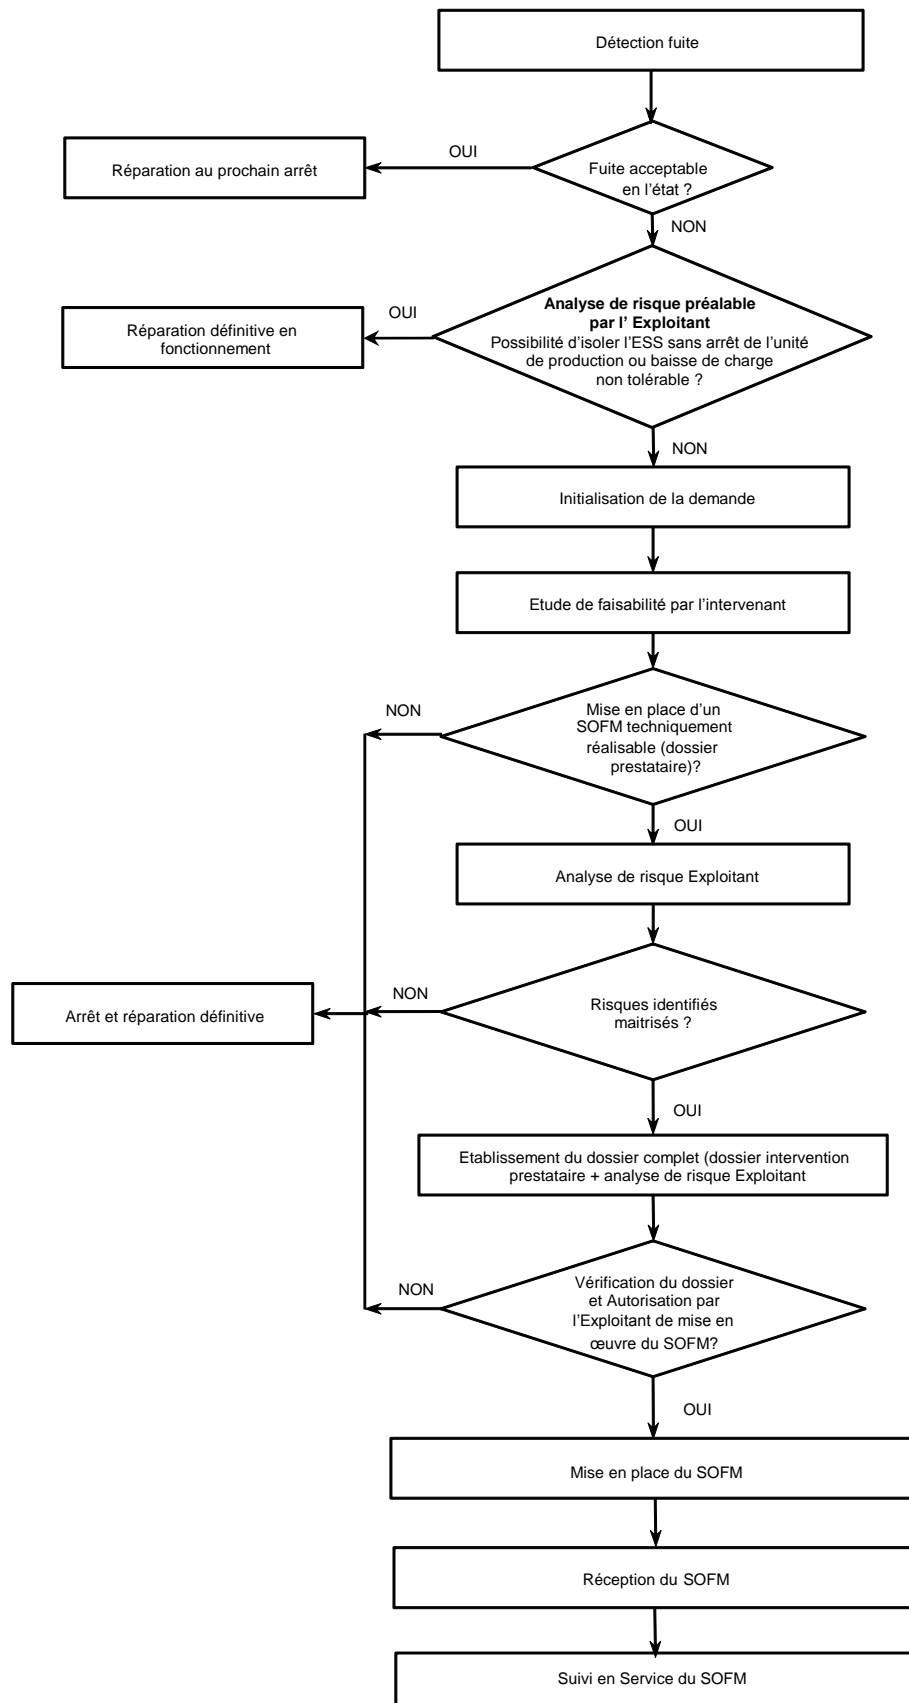 Détection fuite
OUI
Réparation au prochain arrêt
Fuite acceptable
en l'état ?
NON
Analyse de risque préalable
par l' Exploitant
Possibilité d'isoler l'ESS sans arrêt de l'unité
de production ou baisse de charge
non tolérable ?
OUI
Réparation définitive en
fonctionnement
NON
Initialisation de la demande
Etude de faisabilité par l'intervenant
Mise en place d'un
SOFM techniquement
réalisable (dossier
prestataire)?
NON
OUI
Analyse de risque Exploitant
Risques identifiés
maitrisés ?
NON
Arrêt et réparation définitive
OUI
Etablissement du dossier complet (dossier intervention
prestataire + analyse de risque Exploitant
Vérification du dossier
et Autorisation par
l'Exploitant de mise en
œuvre du SOFM?
NON
OUI
Mise en place du SOFM
Réception du SOFM
Suivi en Service du SOFM